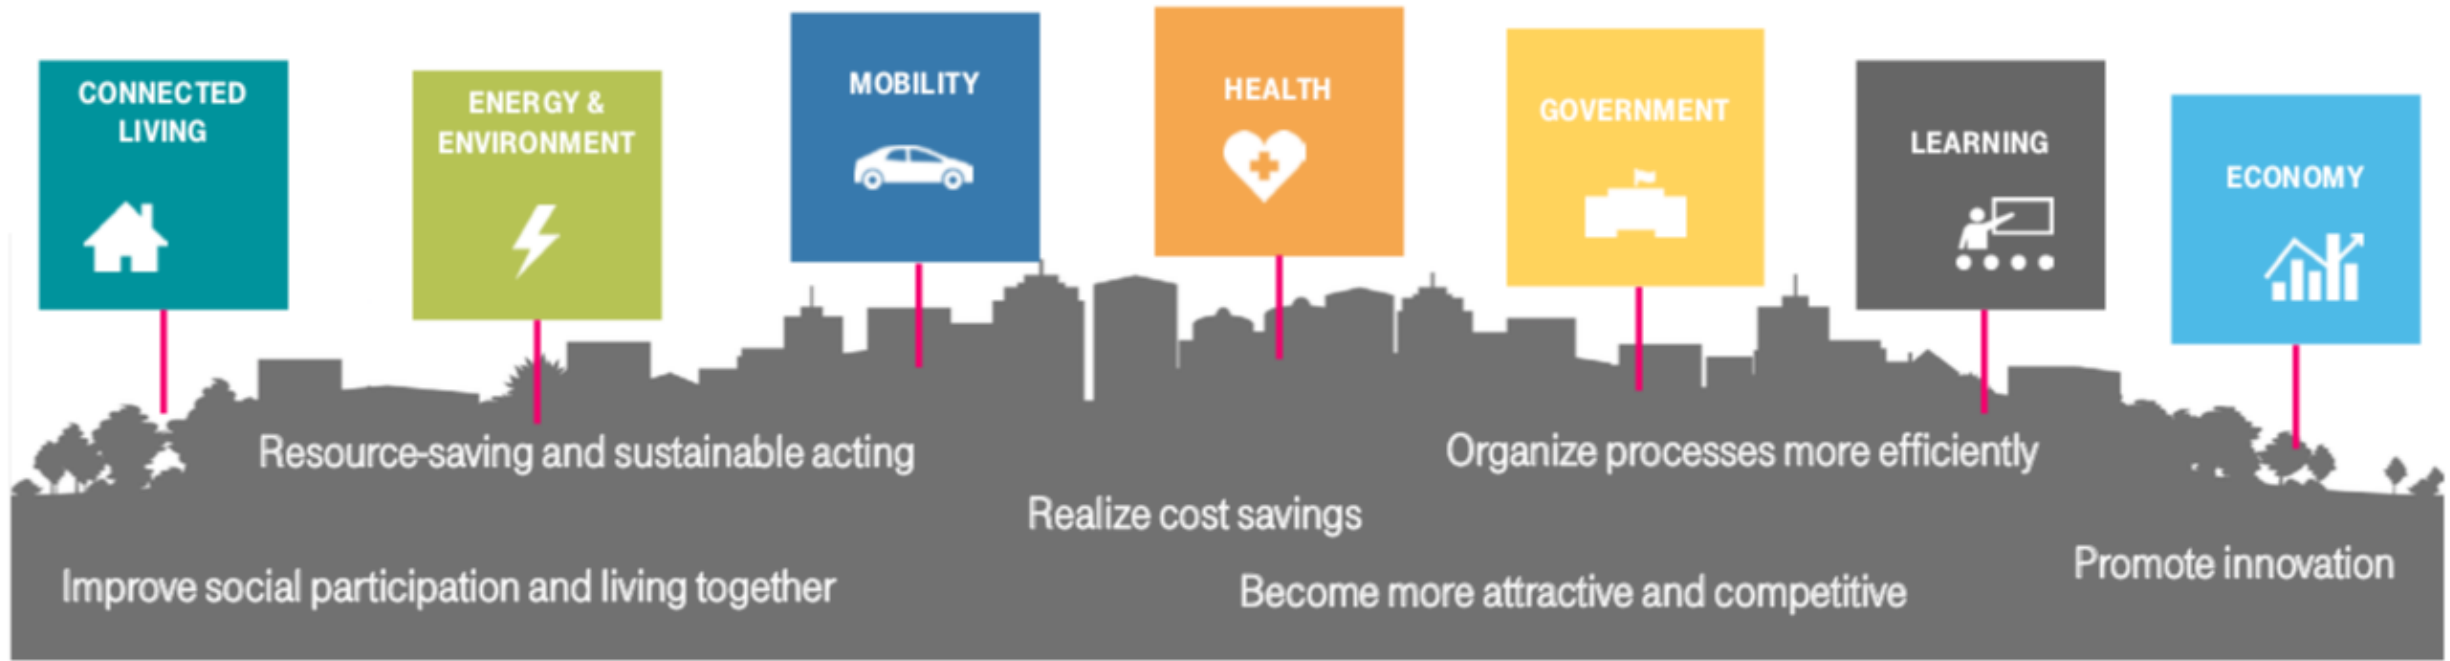 CONNECTED
LIVING
ENERGY &
ENVIRONMENT
MOBILITY
HEALTH
GOVERNMENT
LEARNING
ECONOMY
Resource-saving and sustainable acting
Organize processes more efficiently
Realize cost savings
Promote innovation
Improve social participation and living together
Become more attractive and competitive